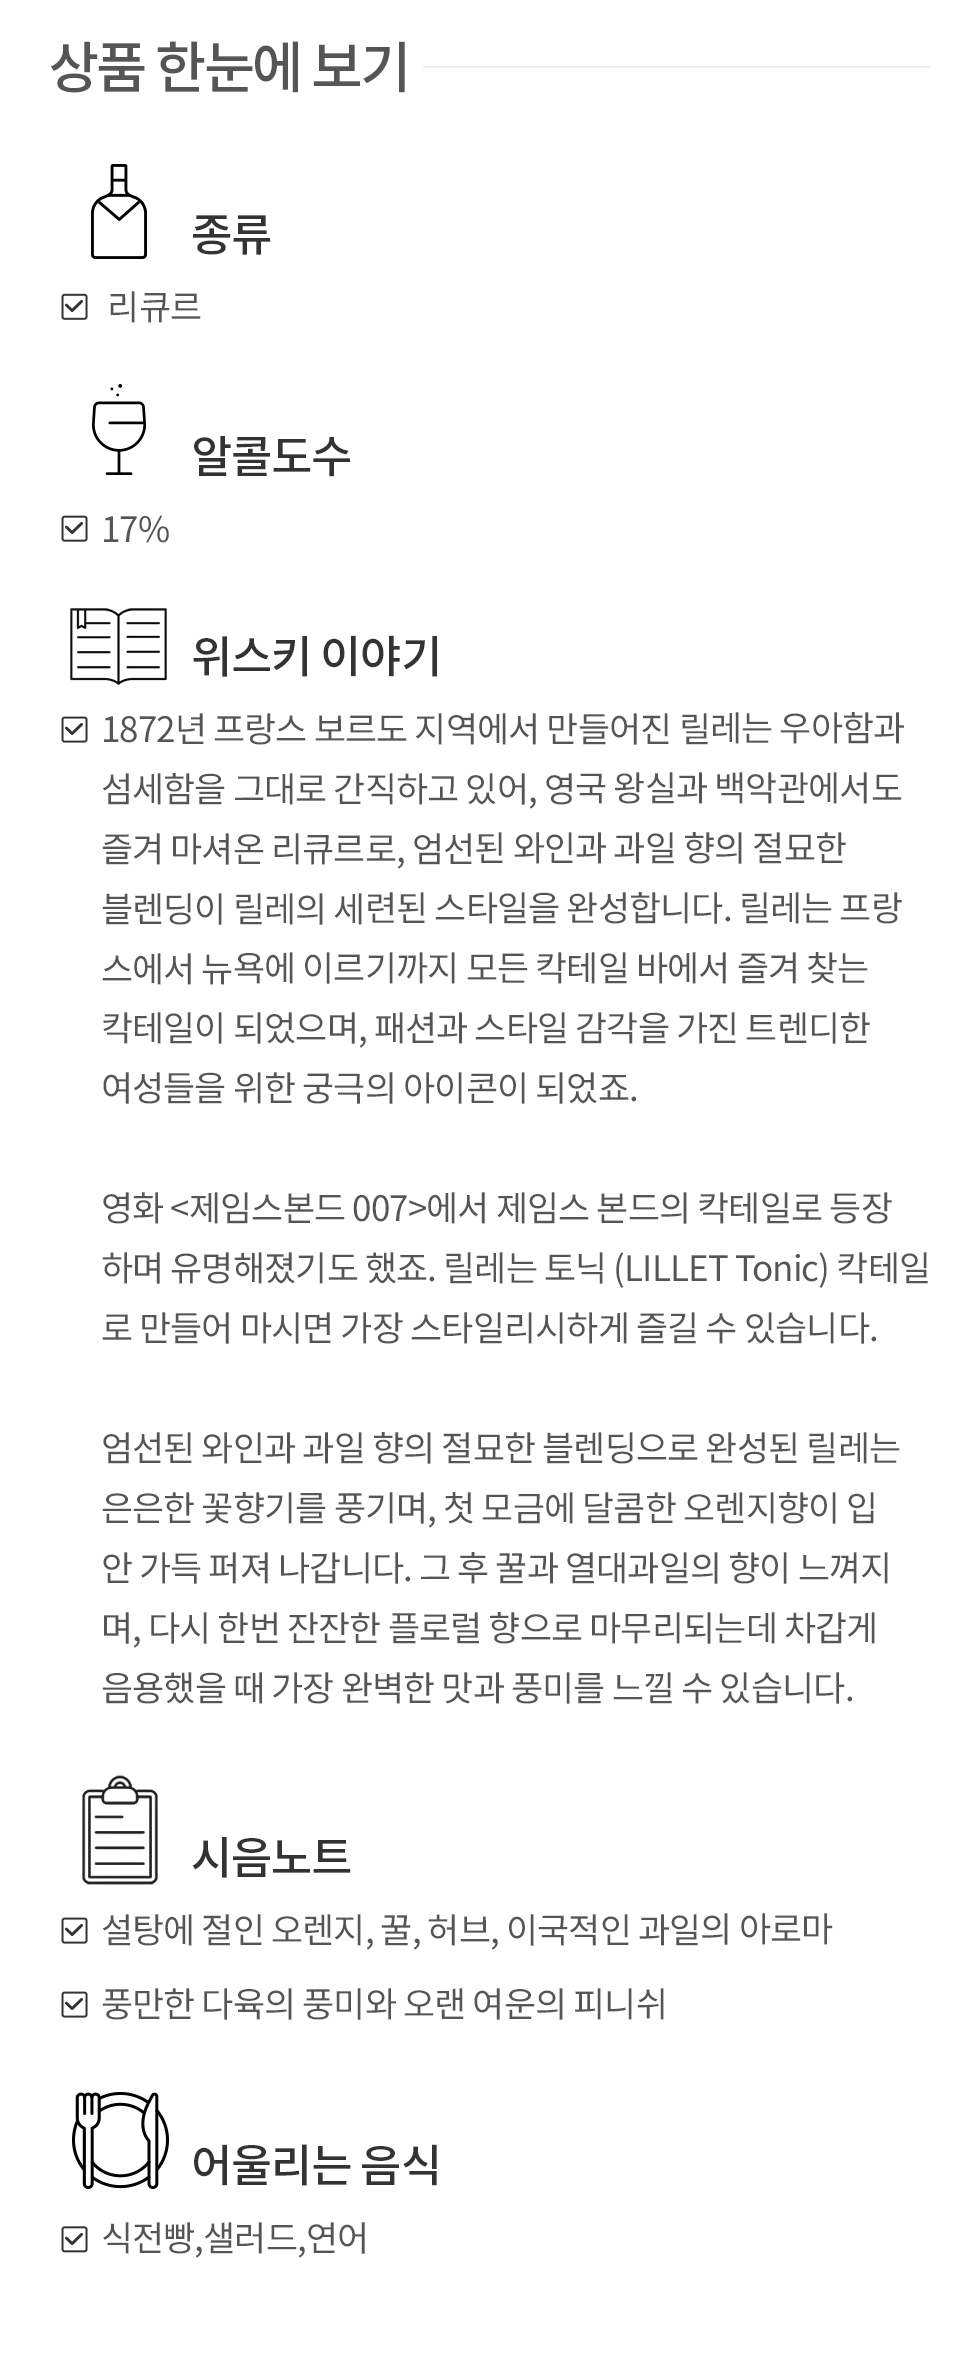 상품 한눈에 보기
종류
리큐르
알콜도수
17%
위스키 이야기
1872년 프랑스 보르도 지역에서 만들어진 릴레는 우아함과
섬세함을 그대로 간직하고 있어, 영국 왕실과 백악관에서도
즐겨 마셔온 리큐르로, 엄선된 와인과 과일 향의 절묘한
블렌딩이 릴레의 세련된 스타일을 완성합니다. 릴레는 프랑
스에서 뉴욕에 이르기까지 모든 칵테일 바에서 즐겨 찾는
칵테일이 되었으며, 패션과 스타일 감각을 가진 트렌디한
여성들을 위한 궁극의 아이콘이 되었죠.
영화 <제임스본드 007>에서 제임스 본드의 칵테일로 등장
하며 유명해졌기도 했죠. 릴레는 토닉 (LILLET Tonic) 칵테일
로 만들어 마시면 가장 스타일리시하게 즐길 수 있습니다.
엄선된 와인과 과일 향의 절묘한 블렌딩으로 완성된 릴레는
은은한 꽃향기를 풍기며, 첫 모금에 달콤한 오렌지향이 입
안 가득 퍼져 나갑니다. 그 후 꿀과 열대과일의 향이 느껴지
며, 다시 한번 잔잔한 플로럴 향으로 마무리되는데 차갑게
음용했을 때 가장 완벽한 맛과 풍미를 느낄 수 있습니다.
시음노트
설탕에 절인 오렌지, 꿀, 허브, 이국적인 과일의 아로마
풍만한 다육의 풍미와 오랜 여운의 피니쉬
어울리는 음식
식전빵,샐러드,연어